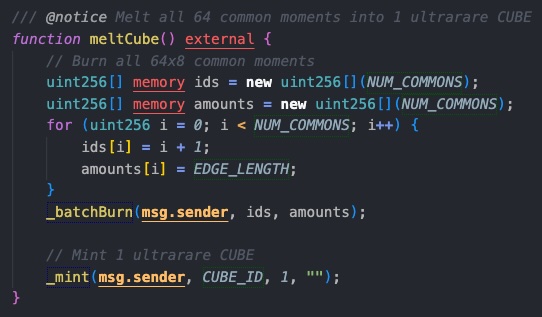 /// @notice Melt all 64 common moments into 1 ultrarare CUBE
function meltCube() external {
    // Burn all 64x8 common moments
    uint256[] memory ids = new uint256[](NUM_COMMONS);
    uint256[] memory amounts = new uint256[](NUM_COMMONS);
    for (uint256 i = 0; i < NUM_COMMONS; i++) {
        ids[i] = i + 1;
        amounts[i] = EDGE_LENGTH;
    }
    _batchBurn(msg.sender, ids, amounts);

    // Mint 1 ultrarare CUBE
    _mint(msg.sender, CUBE_ID, 1, "");
}